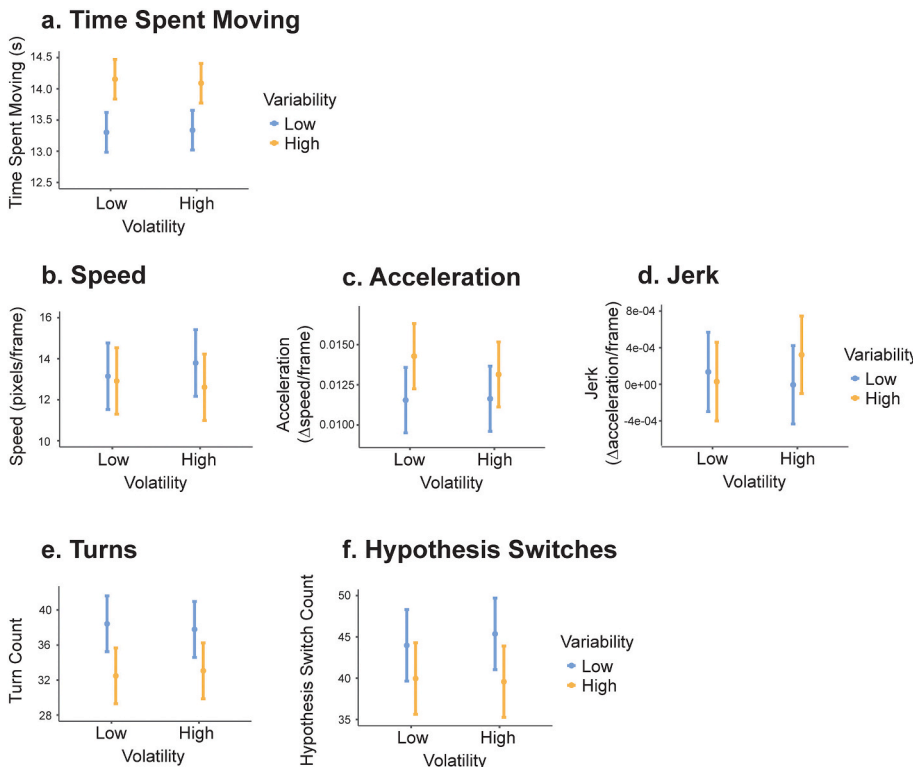 a. Time Spent Moving
Time Spent Moving (s)
14.5
14.0
13.5
13.0
12.5
Low High
Volatility
Variability
Low
High
b. Speed
Speed (pixels/frame)
16
14
12
10
Low High
Volatility
c. Acceleration
Acceleration
(Δspeed/frame)
0.0150
0.0125
0.0100
Low High
Volatility
d. Jerk
Jerk
(Δacceleration/frame)
8e-04
4e-04
0e+00
-4e-04
Low High
Volatility
Variability
Low
High
e. Turns
Turn Count
40
36
32
28
Low High
Volatility
f. Hypothesis Switches
Hypothesis Switch Count
50
45
40
35
Low High
Volatility
Variability
Low
High